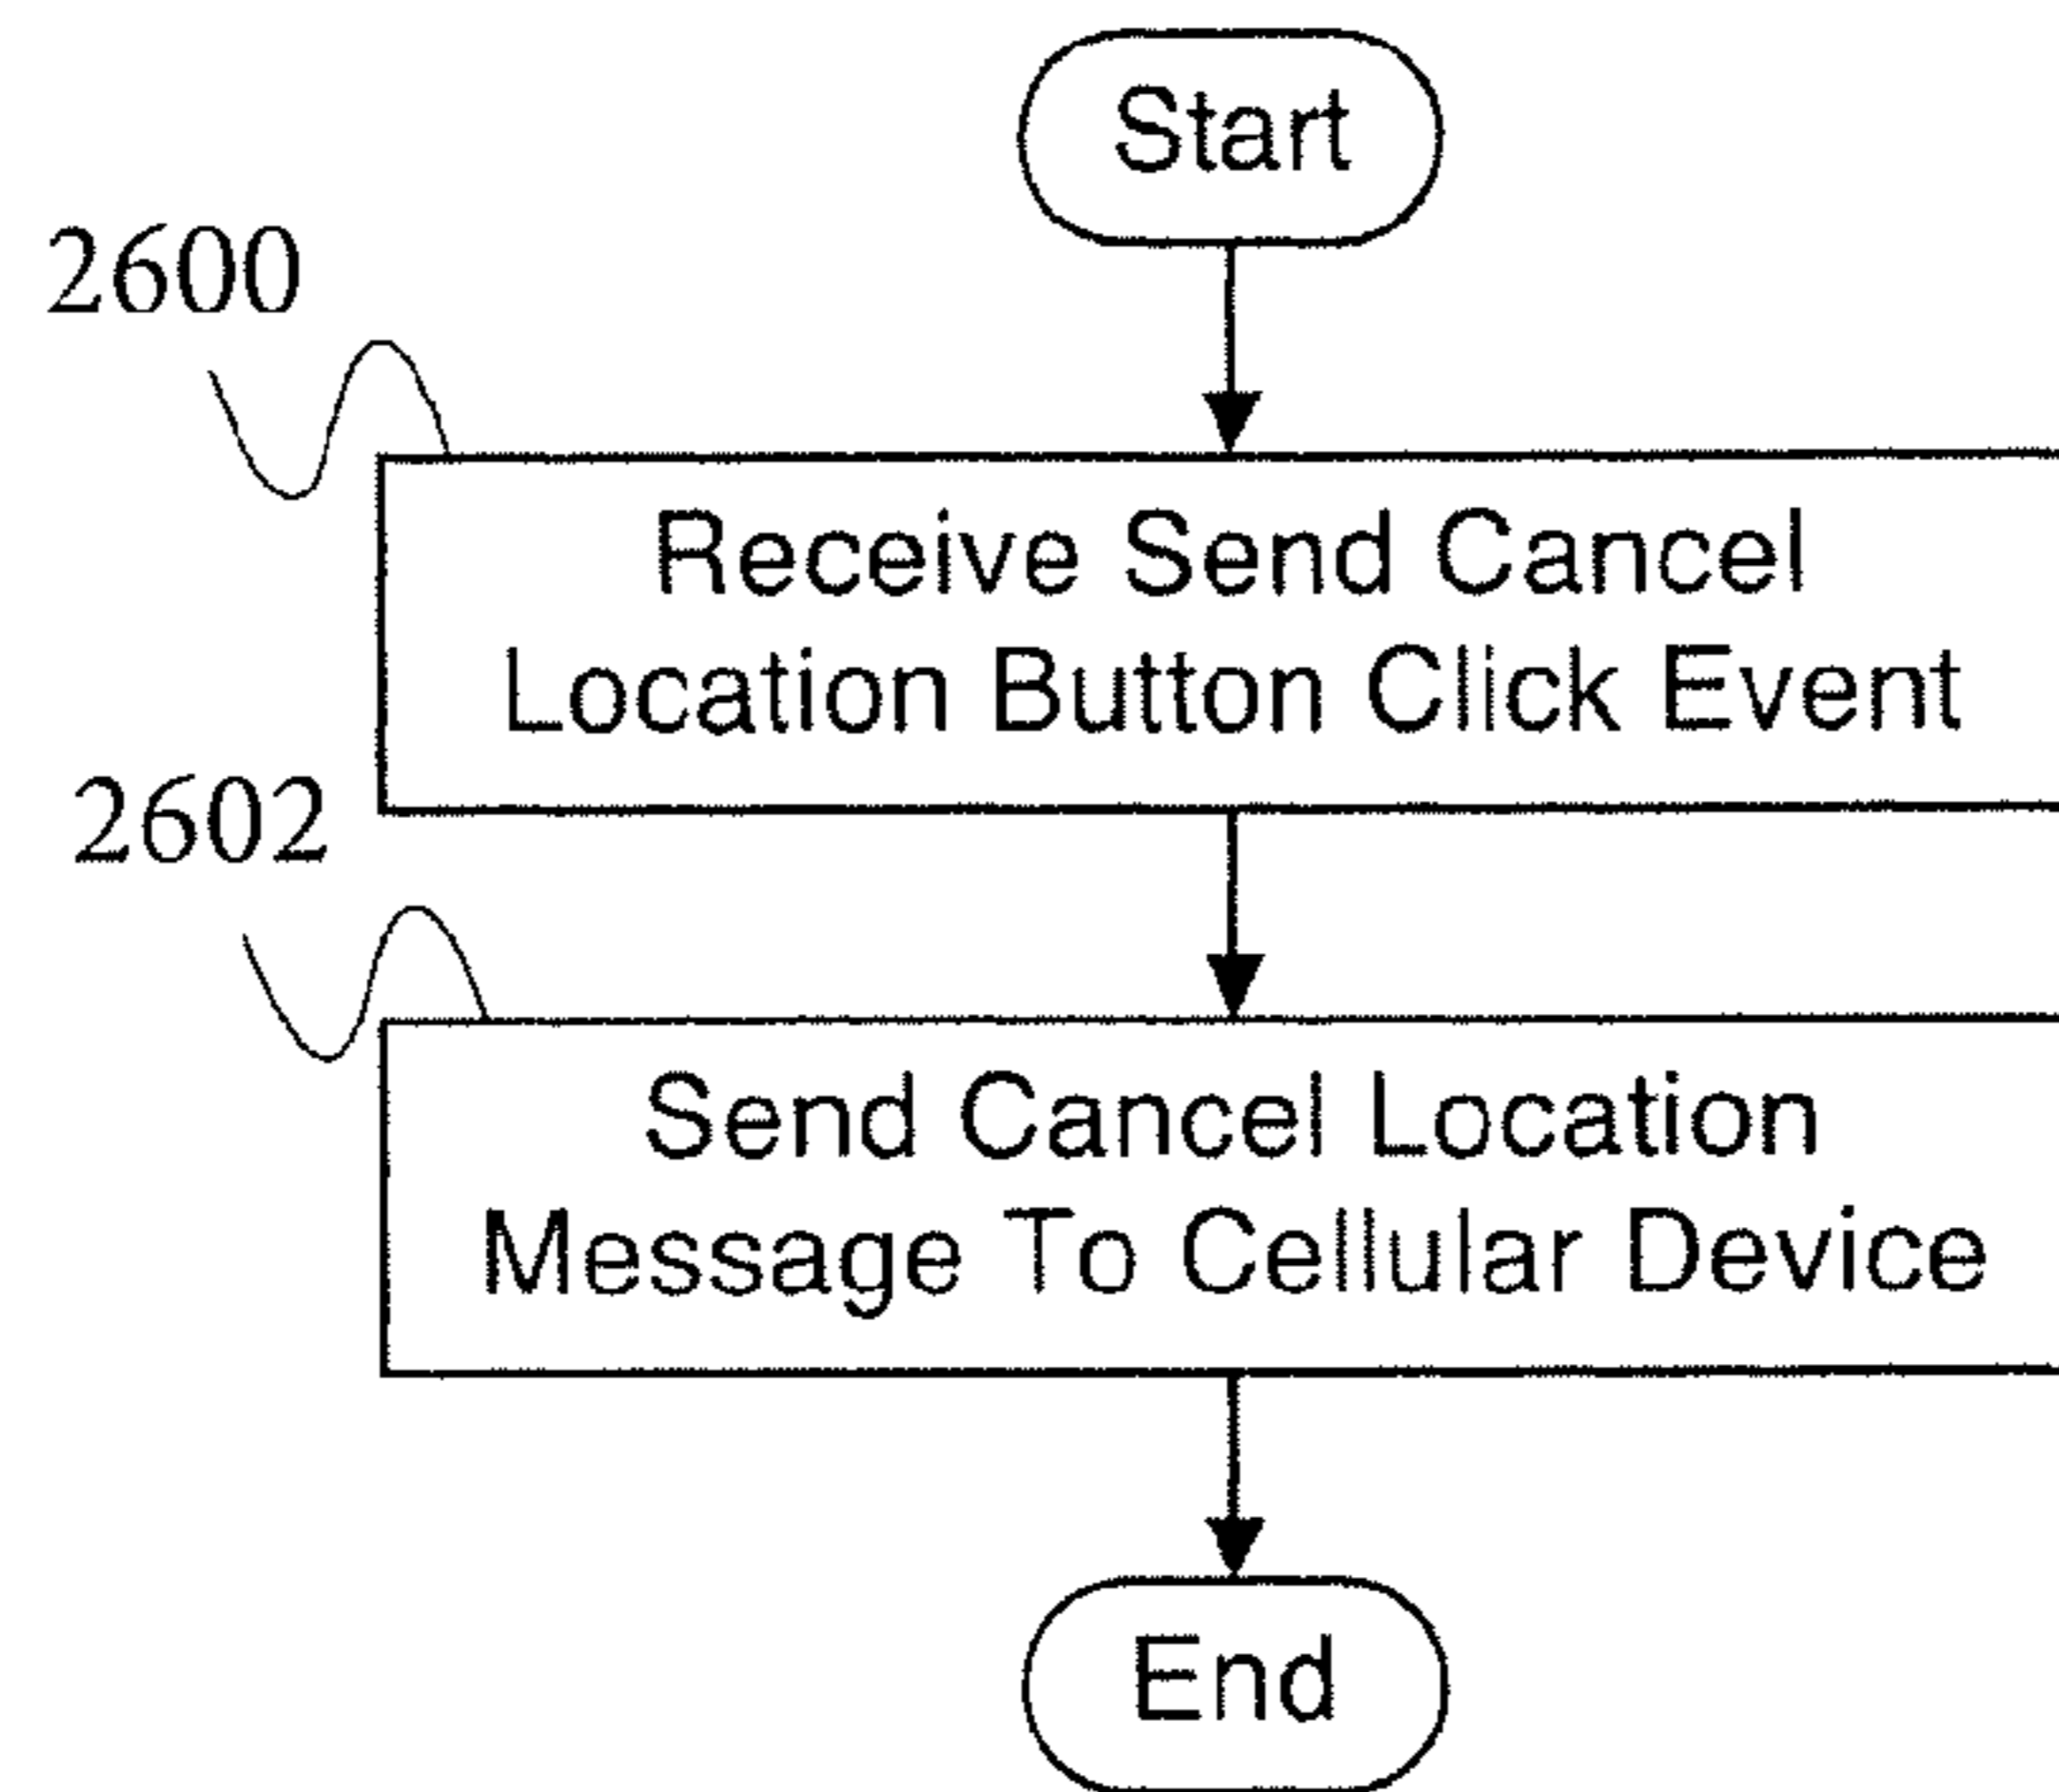 Start
2600
Receive Send Cancel
Location Button Click Event
2602
Send Cancel Location
Message To Cellular Device
End